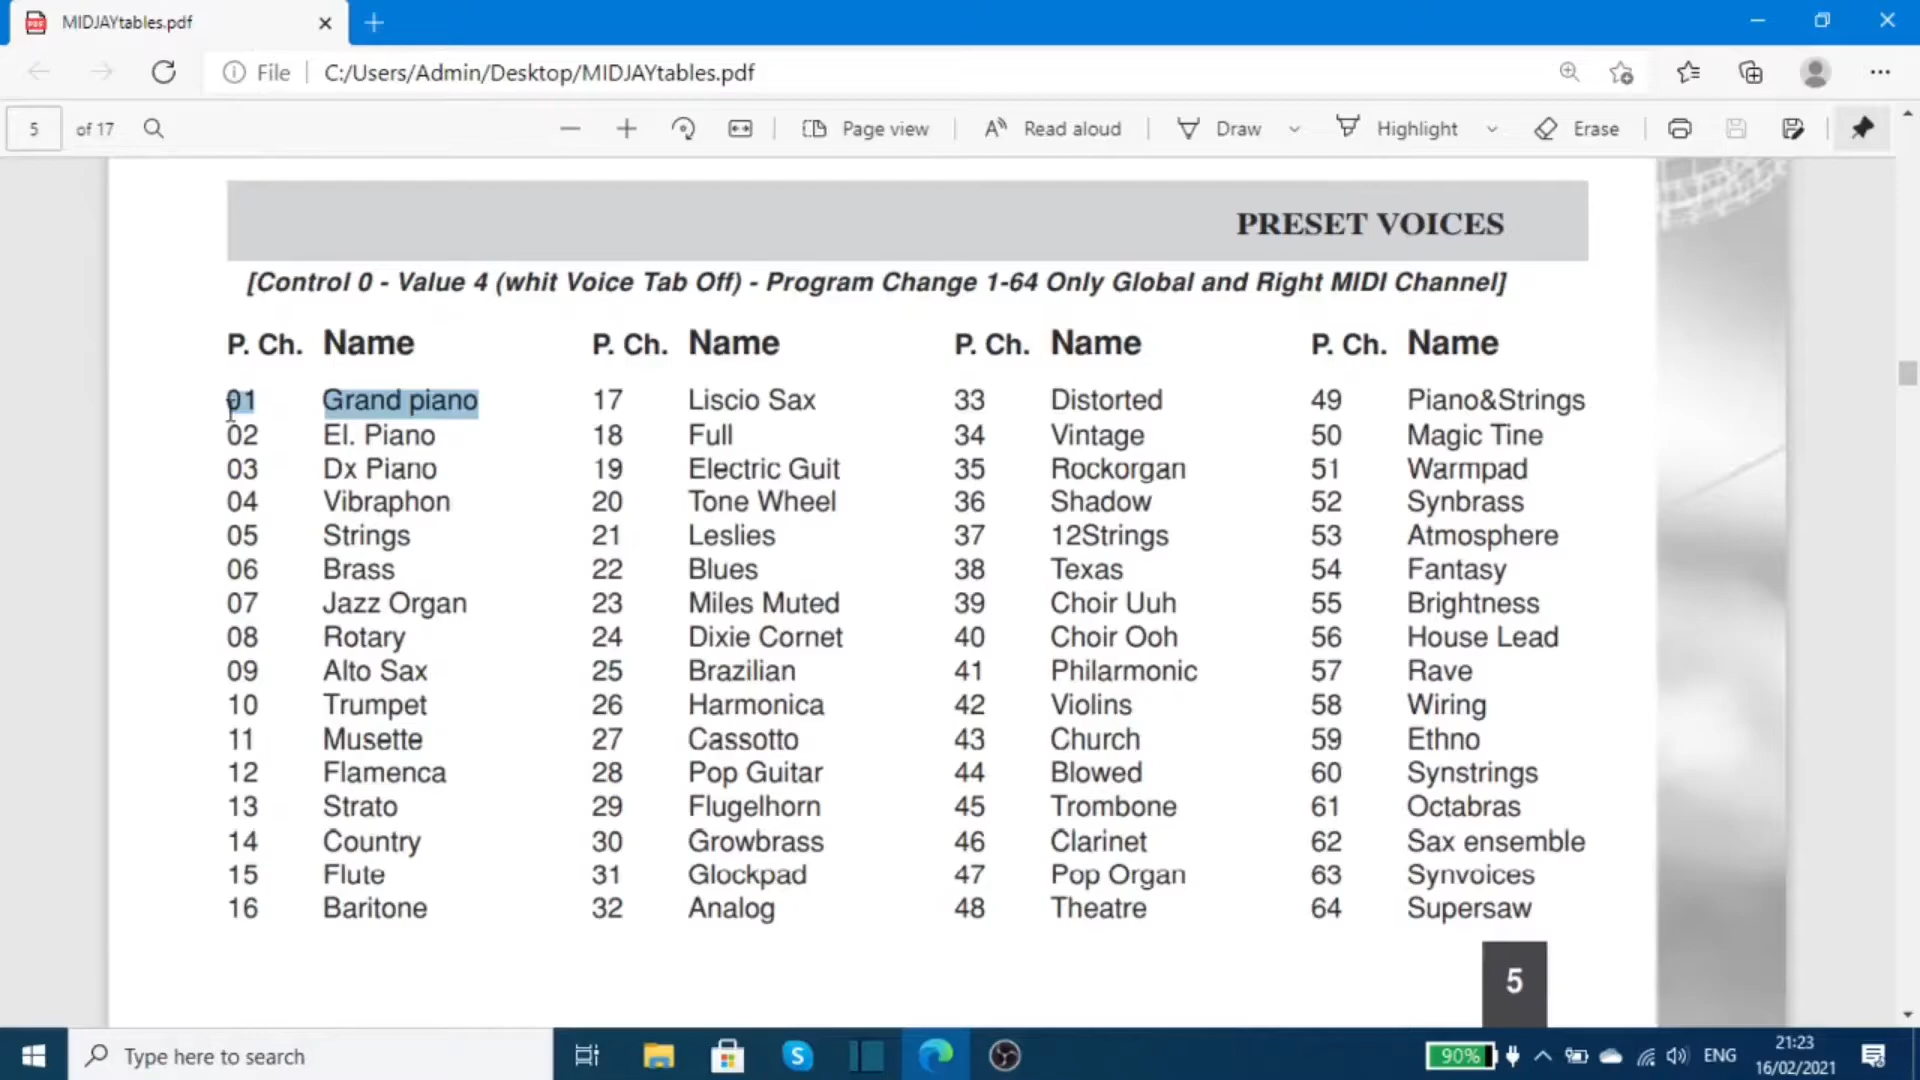 MIDJAYtables.pdf
File C:/Users/Admin/Desktop/MIDJAYtables.pdf
5 of 17 Page view Read aloud Draw Highlight Erase
PRESET VOICES
[Control 0 - Value 4 (whit Voice Tab Off) - Program Change 1-64 Only Global and Right MIDI Channel]
P. Ch. Name P. Ch. Name P. Ch. Name P. Ch. Name
01 Grand piano 17 Liscio Sax 33 Distorted 49 Piano&Strings
02 El. Piano 18 Full 34 Vintage 50 Magic Tine
03 Dx Piano 19 Electric Guit 35 Rockorgan 51 Warmpad
04 Vibraphon 20 Tone Wheel 36 Shadow 52 Synbrass
05 Strings 21 Leslies 37 12Strings 53 Atmosphere
06 Brass 22 Blues 38 Texas 54 Fantasy
07 Jazz Organ 23 Miles Muted 39 Choir Uuh 55 Brightness
08 Rotary 24 Dixie Cornet 40 Choir Ooh 56 House Lead
09 Alto Sax 25 Brazilian 41 Philarmonic 57 Rave
10 Trumpet 26 Harmonica 42 Violins 58 Wiring
11 Musette 27 Cassotto 43 Church 59 Ethno
12 Flamenca 28 Pop Guitar 44 Blowed 60 Synstrings
13 Strato 29 Flugelhorn 45 Trombone 61 Octabras
14 Country 30 Growbrass 46 Clarinet 62 Sax ensemble
15 Flute 31 Glockpad 47 Pop Organ 63 Synvoices
16 Baritone 32 Analog 48 Theatre 64 Supersaw
5
Type here to search 90% ENG 21:23
16/02/2021